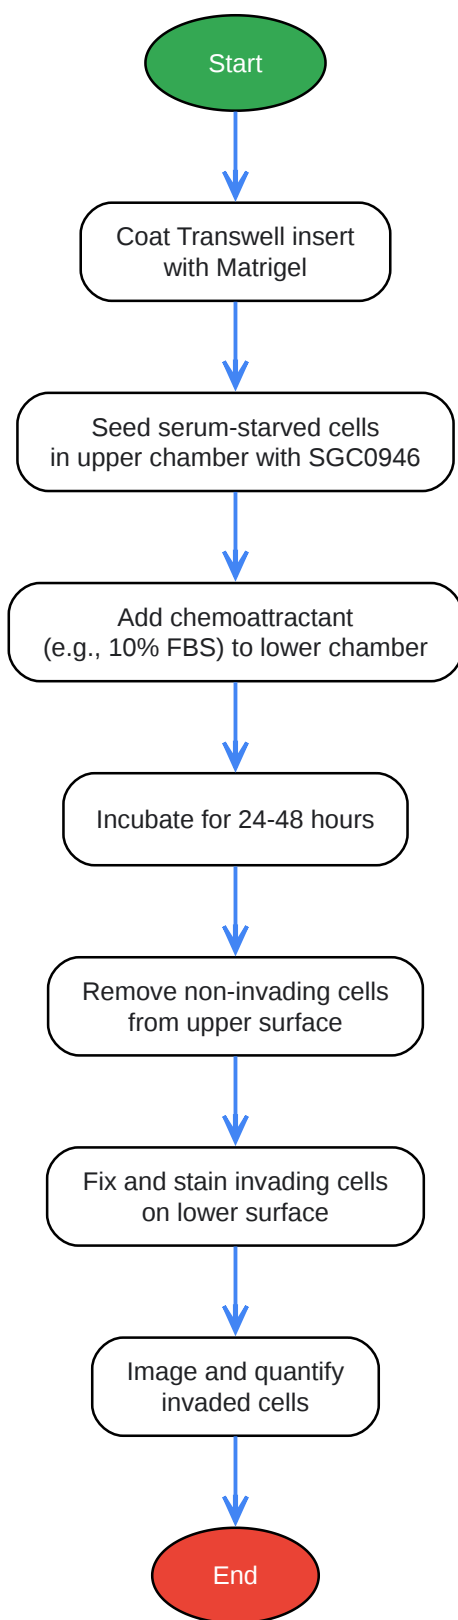 Start
Coat Transwell insert
with Matrigel
Seed serum-starved cells
in upper chamber with SGC0946
Add chemoattractant
(e.g., 10% FBS) to lower chamber
Incubate for 24-48 hours
Remove non-invading cells
from upper surface
Fix and stain invading cells
on lower surface
Image and quantify
invaded cells
End